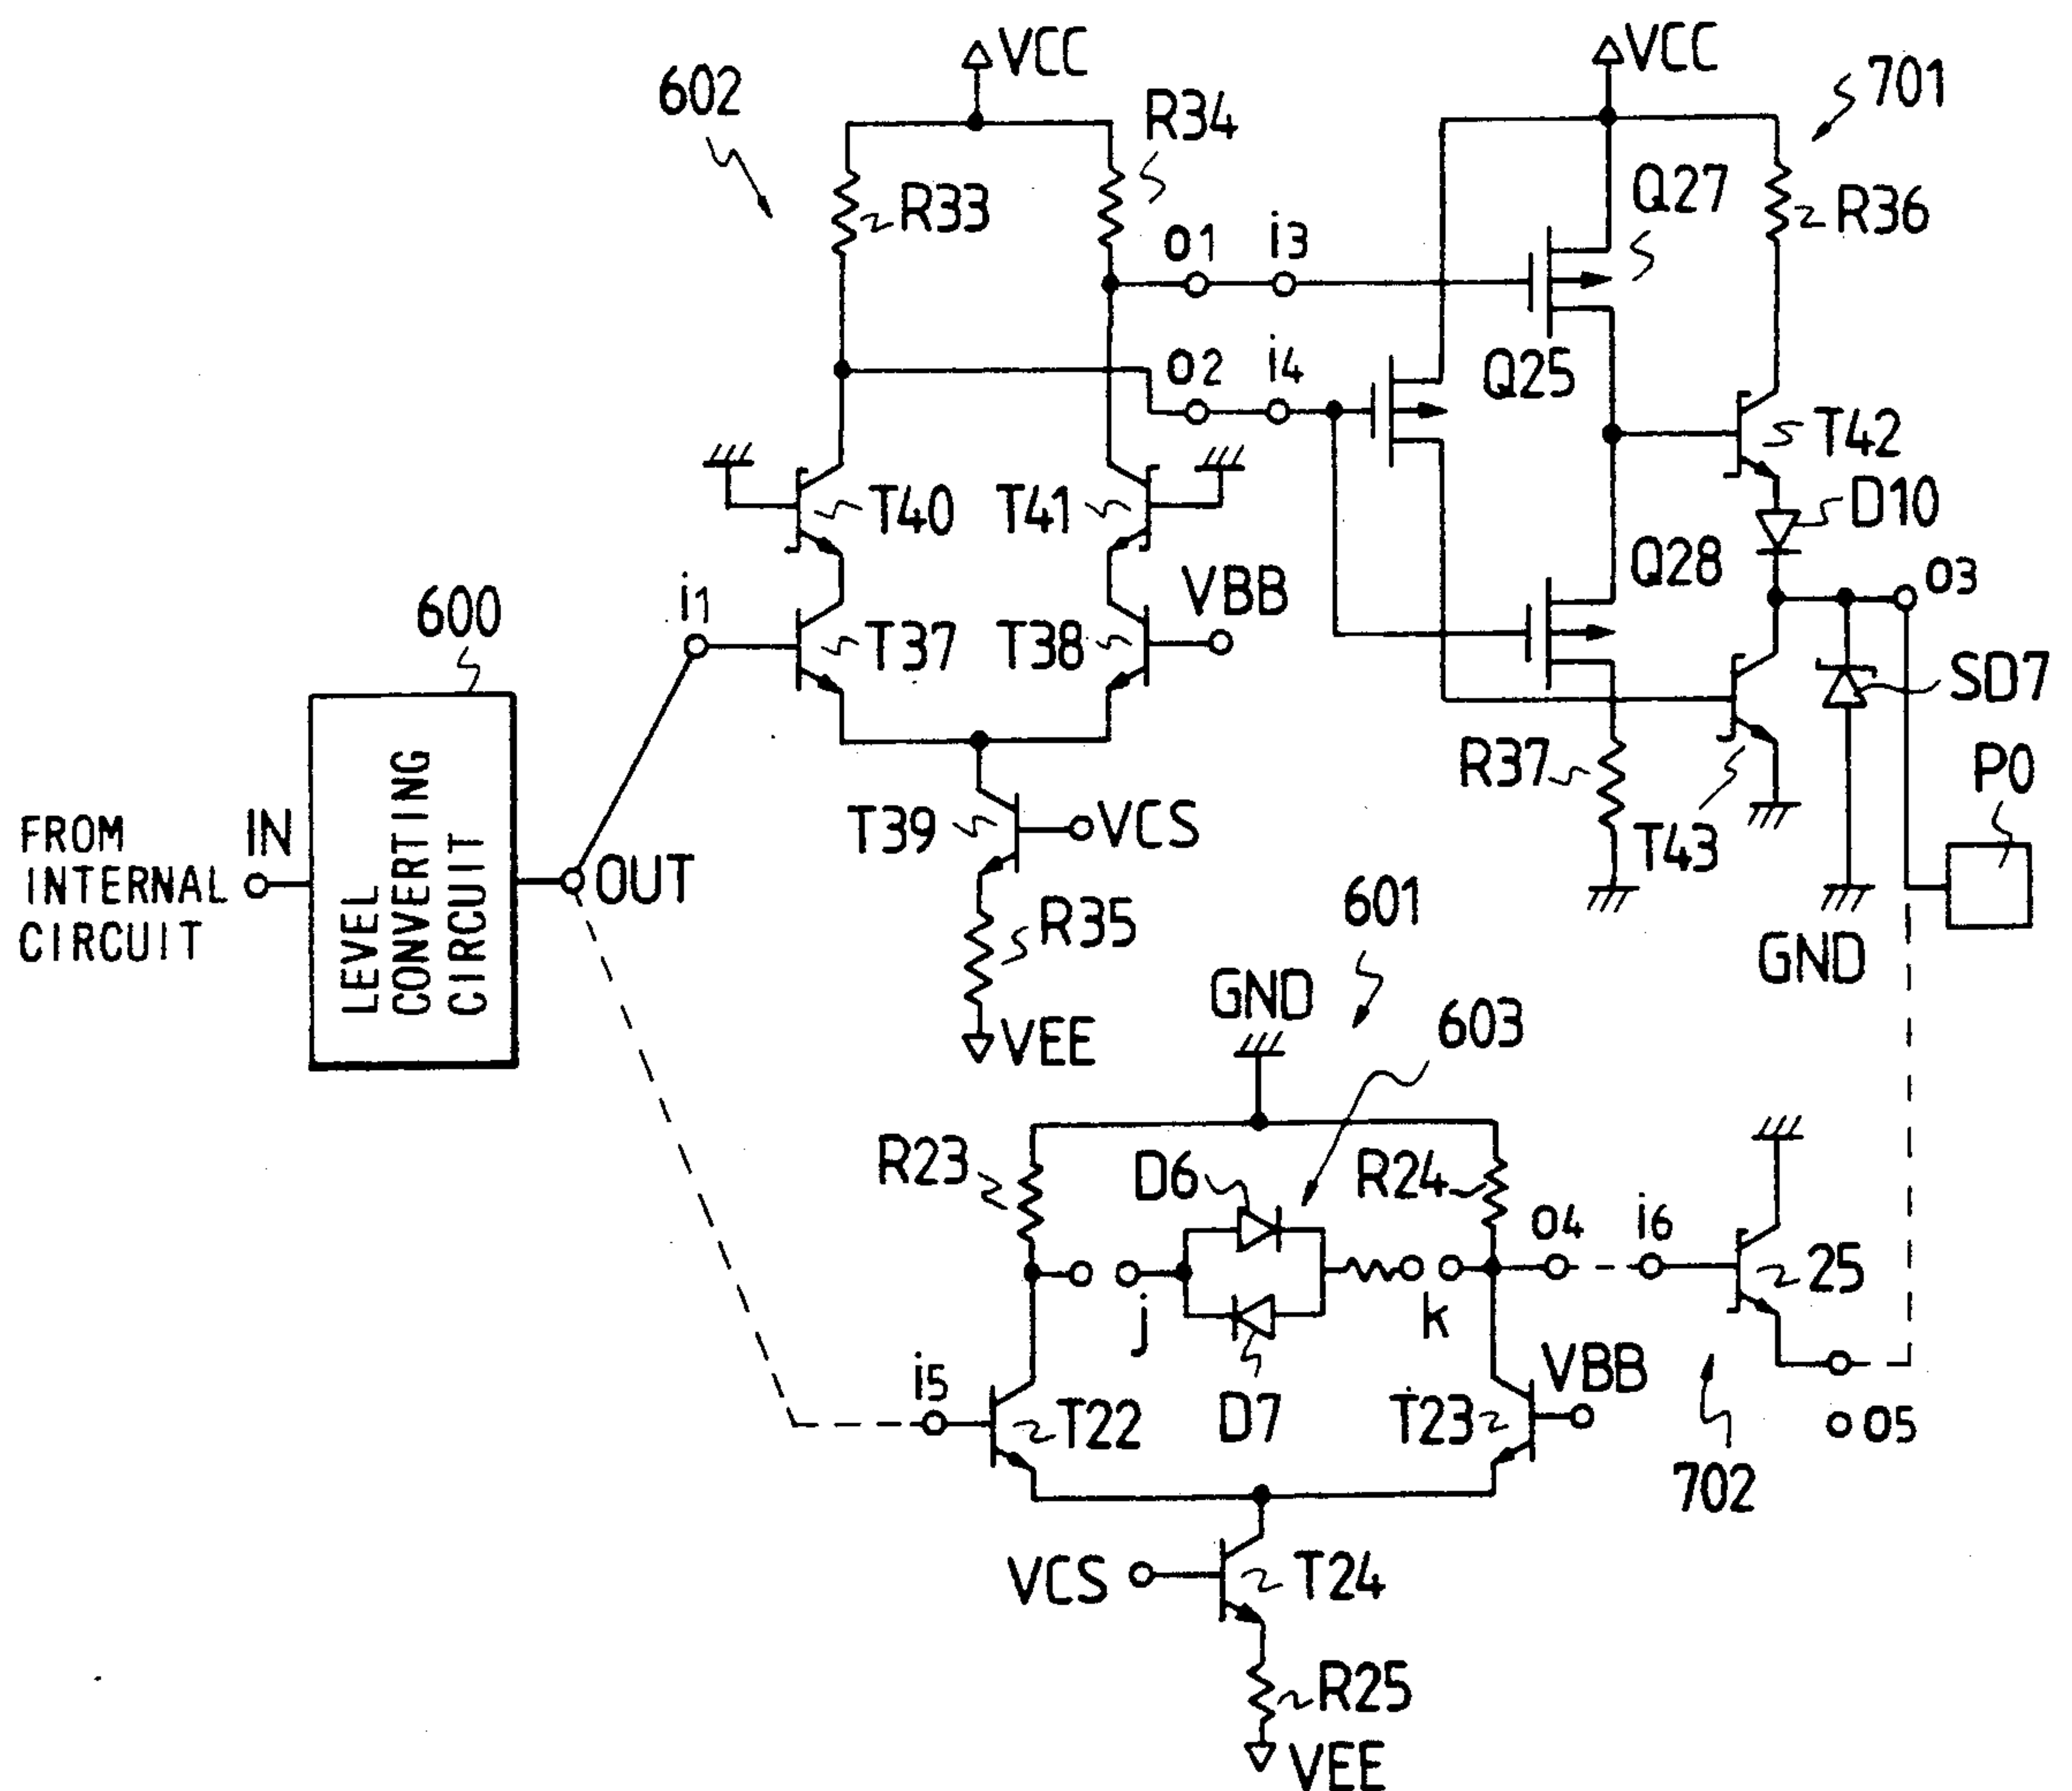 VCC
VCC
602
R34
701
R33
Q27
R36
o1
i3
o2
i4
Q25
T40
T41
T42
D10
i1
VBB
Q28
o3
600
T37
T38
SD7
R37
P0
T39
VCS
T43
FROM
INTERNAL
CIRCUIT
IN
LEVEL
CONVERTING
CIRCUIT
OUT
R35
601
GND
VEE
GND
603
R23
D6
R24
o4
i6
25
j
k
i5
T22
D7
T23
VBB
o5
702
VCS
T24
R25
VEE